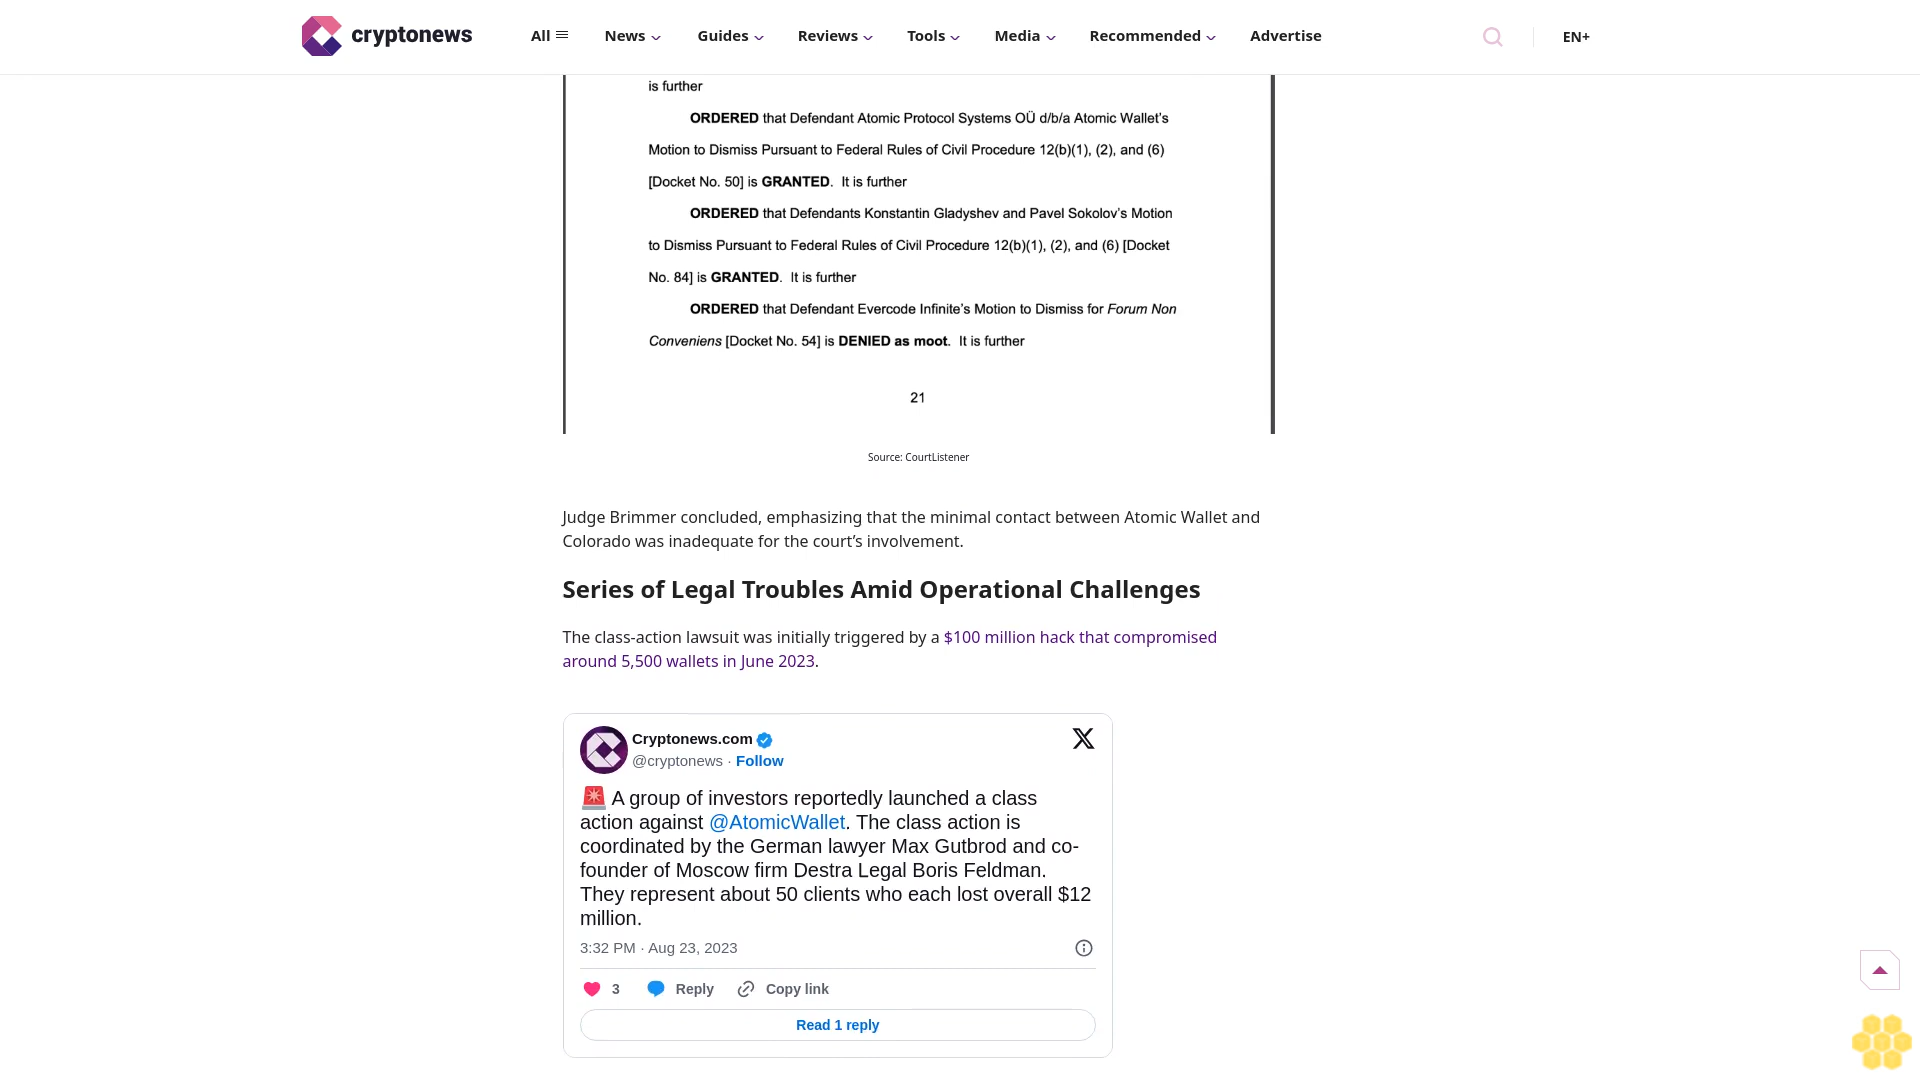 cryptonews
All News Guides Reviews Tools Media Recommended Advertise EN+
is further
ORDERED that Defendant Atomic Protocol Systems OÜ d/b/a Atomic Wallet’s
Motion to Dismiss Pursuant to Federal Rules of Civil Procedure 12(b)(1), (2), and (6)
[Docket No. 50] is GRANTED. It is further
ORDERED that Defendants Konstantin Gladyshev and Pavel Sokolov’s Motion
to Dismiss Pursuant to Federal Rules of Civil Procedure 12(b)(1), (2), and (6) [Docket
No. 84] is GRANTED. It is further
ORDERED that Defendant Evercode Infinite’s Motion to Dismiss for Forum Non
Conveniens [Docket No. 54] is DENIED as moot. It is further
21
Source: CourtListener
Judge Brimmer concluded, emphasizing that the minimal contact between Atomic Wallet and
Colorado was inadequate for the court’s involvement.
Series of Legal Troubles Amid Operational Challenges
The class-action lawsuit was initially triggered by a $100 million hack that compromised
around 5,500 wallets in June 2023.
Cryptonews.com
@cryptonews · Follow
🚨 A group of investors reportedly launched a class
action against @AtomicWallet. The class action is
coordinated by the German lawyer Max Gutbrod and co-
founder of Moscow firm Destra Legal Boris Feldman.
They represent about 50 clients who each lost overall $12
million.
3:32 PM · Aug 23, 2023
3 Reply Copy link
Read 1 reply